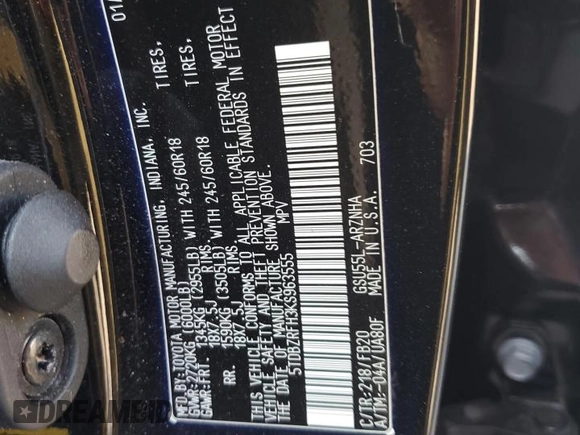 MFD. BY: TOYOTA MOTOR MANUFACTURING, INDIANA, INC. 01/
GVWR: 2720KG (6000LB)
GAWR: FRT. 1345KG (2955LB) WITH 245/60R18 TIRES,
18X7.5J RIMS.
RR. 1590KG (3505LB) WITH 245/60R18 TIRES,
18X7.5J RIMS.
THIS VEHICLE CONFORMS TO ALL APPLICABLE FEDERAL MOTOR
VEHICLE SAFETY AND THEFT PREVENTION STANDARDS IN EFFECT
ON THE DATE OF MANUFACTURE SHOWN ABOVE.
5TDBZRFH3KS963555 MPV
C/TR:218/FB20 GSU55L-ARZNHA
A/TM:-04A/UA80F MADE IN U.S.A. 703
autobidcar